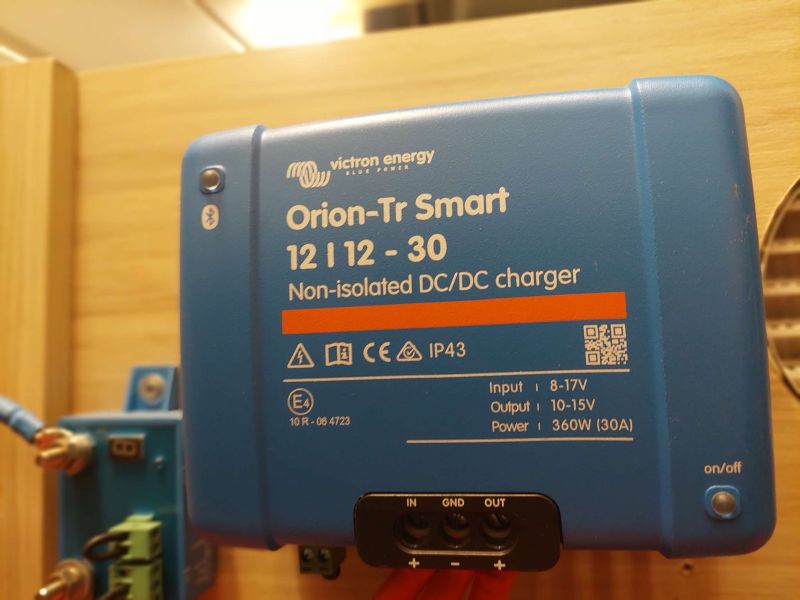 victron energy
BLUE POWER
Orion-Tr Smart
12 | 12 - 30
Non-isolated DC/DC charger
CE IP43
E4
10 R - 06 4723
Input : 8-17V
Output : 10-15V
Power : 360W (30A)
on/off
IN GND OUT
+ - +